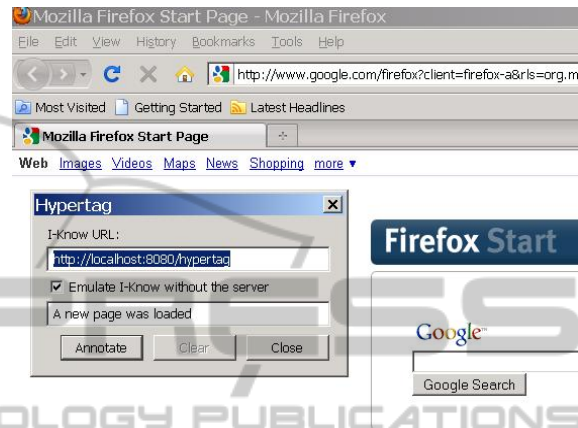 Mozilla Firefox Start Page - Mozilla Firefox
File Edit View History Bookmarks Tools Help
http://www.google.com/firefox?client=firefox-a&rls=org.m
Most Visited Getting Started Latest Headlines
Mozilla Firefox Start Page
Web Images Videos Maps News Shopping more ▼
Hypertag
I-Know URL:
http://localhost:8080/hypertag
Emulate I-Know without the server
A new page was loaded
Annotate Clear Close
Firefox Start
Google™
Google Search
PRESS
OLOGY PUBLICATIONS